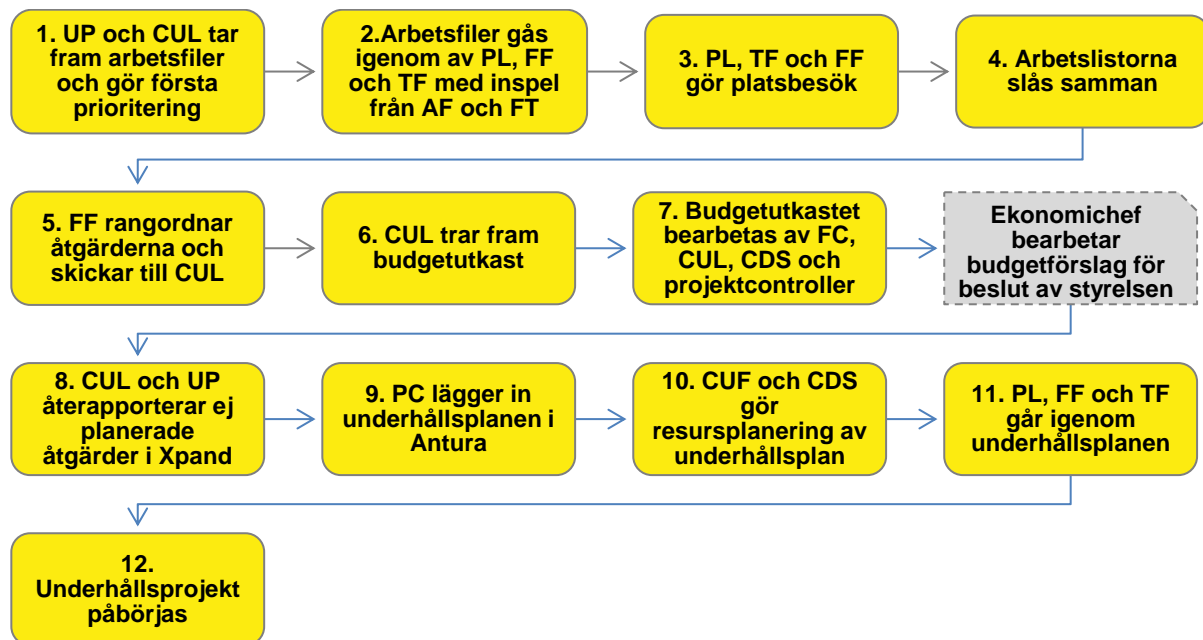 1. UP och CUL tar
fram arbetsfiler
och gör första
prioritering
2.Arbetsfiler gås
igenom av PL, FF
och TF med inspel
från AF och FT
3. PL, TF och FF
gör platsbesök
4. Arbetslistorna
slås samman
5. FF rangordnar
åtgärderna och
skickar till CUL
6. CUL trar fram
budgetutkast
7. Budgetutkastet
bearbetas av FC,
CUL, CDS och
projektcontroller
Ekonomichef
bearbetar
budgetförslag för
beslut av styrelsen
8. CUL och UP
återapporterar ej
planerade
åtgärder i Xpand
9. PC lägger in
underhållsplanen i
Antura
10. CUF och CDS
gör
resursplanering av
underhållsplan
11. PL, FF och TF
går igenom
underhållsplanen
12.
Underhållsprojekt
påbörjas